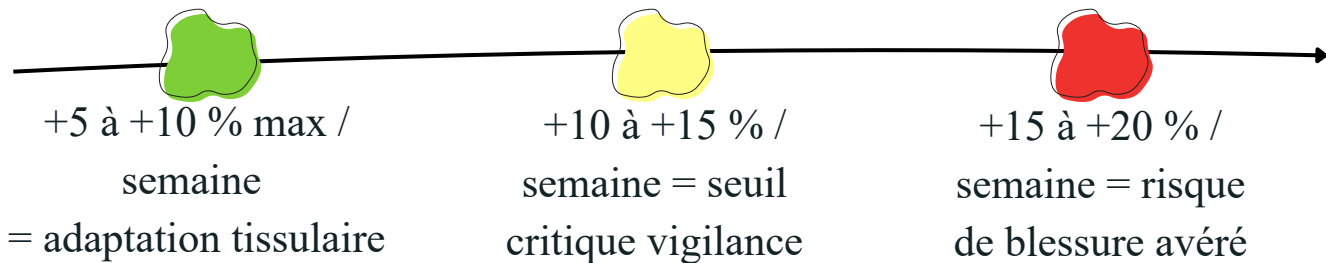 +5 à +10 % max /
semaine
= adaptation tissulaire
+10 à +15 % /
semaine = seuil
critique vigilance
+15 à +20 % /
semaine = risque
de blessure avéré